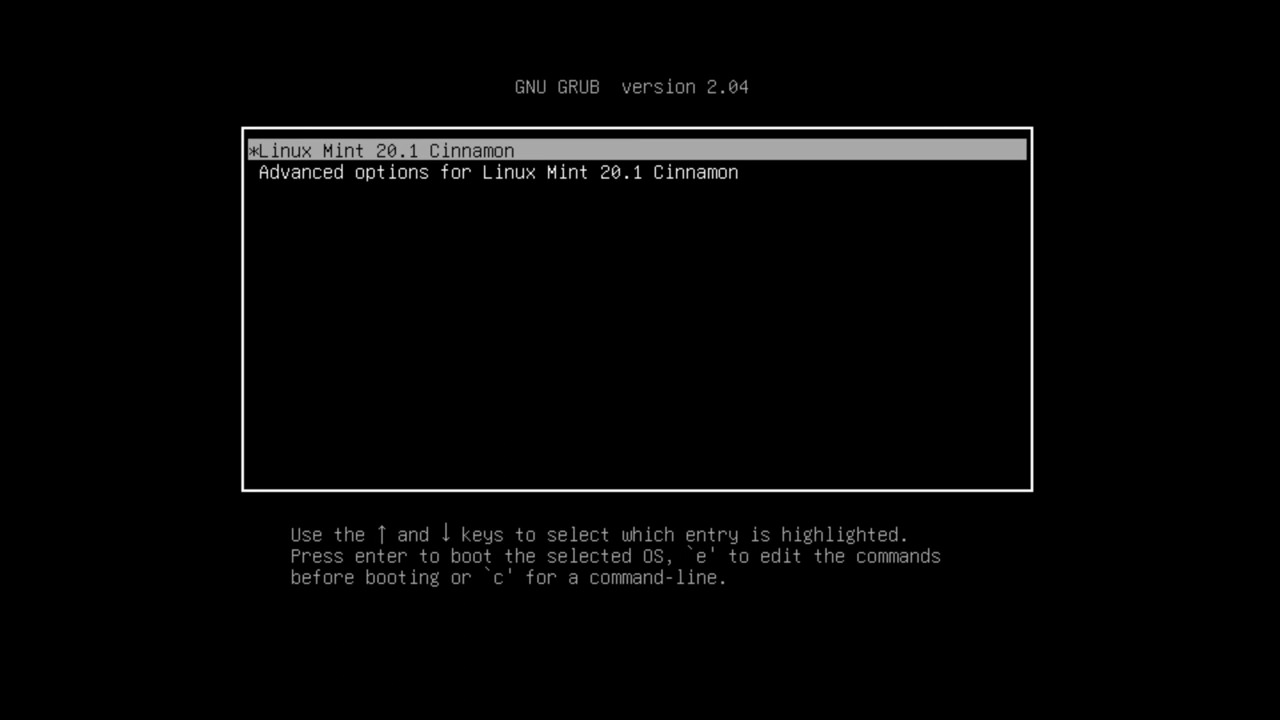 GNU GRUB  version 2.04
*Linux Mint 20.1 Cinnamon
Advanced options for Linux Mint 20.1 Cinnamon
Use the ↑ and ↓ keys to select which entry is highlighted.
Press enter to boot the selected OS, `e' to edit the commands
before booting or `c' for a command-line.